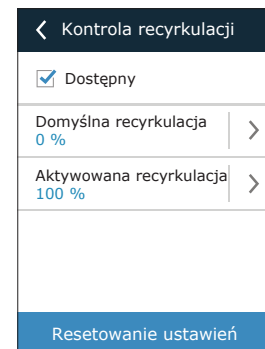 Kontrola recyrkulacji
Dostępny
Domyślna recyrkulacja
0 %
Aktywowana recyrkulacja
100 %
Resetowanie ustawień